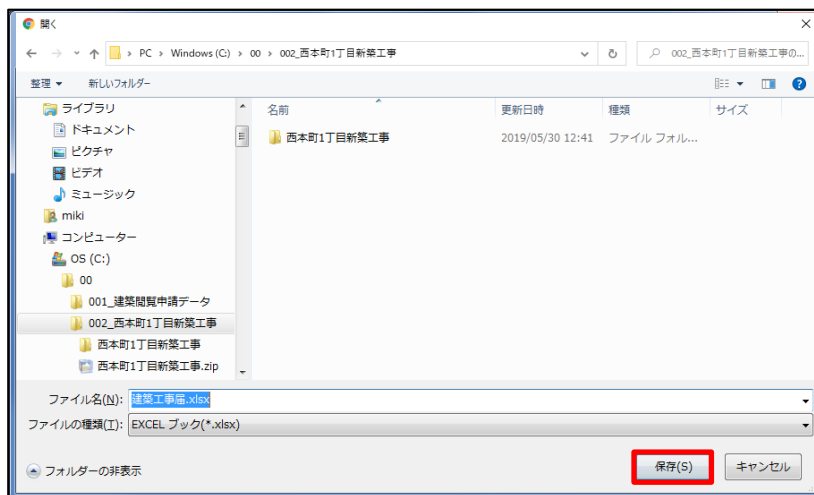 開く
PC › Windows (C:) › 00 › 002_西本町1丁目新築工事
002_西本町1丁目新築工事の...
整理 新しいフォルダー
ライブラリ
ドキュメント
ピクチャ
ビデオ
ミュージック
miki
コンピューター
OS (C:)
00
001_建築閲覧申請データ
002_西本町1丁目新築工事
西本町1丁目新築工事
西本町1丁目新築工事.zip
名前 更新日時 種類 サイズ
西本町1丁目新築工事 2019/05/30 12:41 ファイル フォル...
ファイル名(N): 建築工事届.xlsx
ファイルの種類(T): EXCEL ブック(*.xlsx)
フォルダーの非表示 保存(S) キャンセル